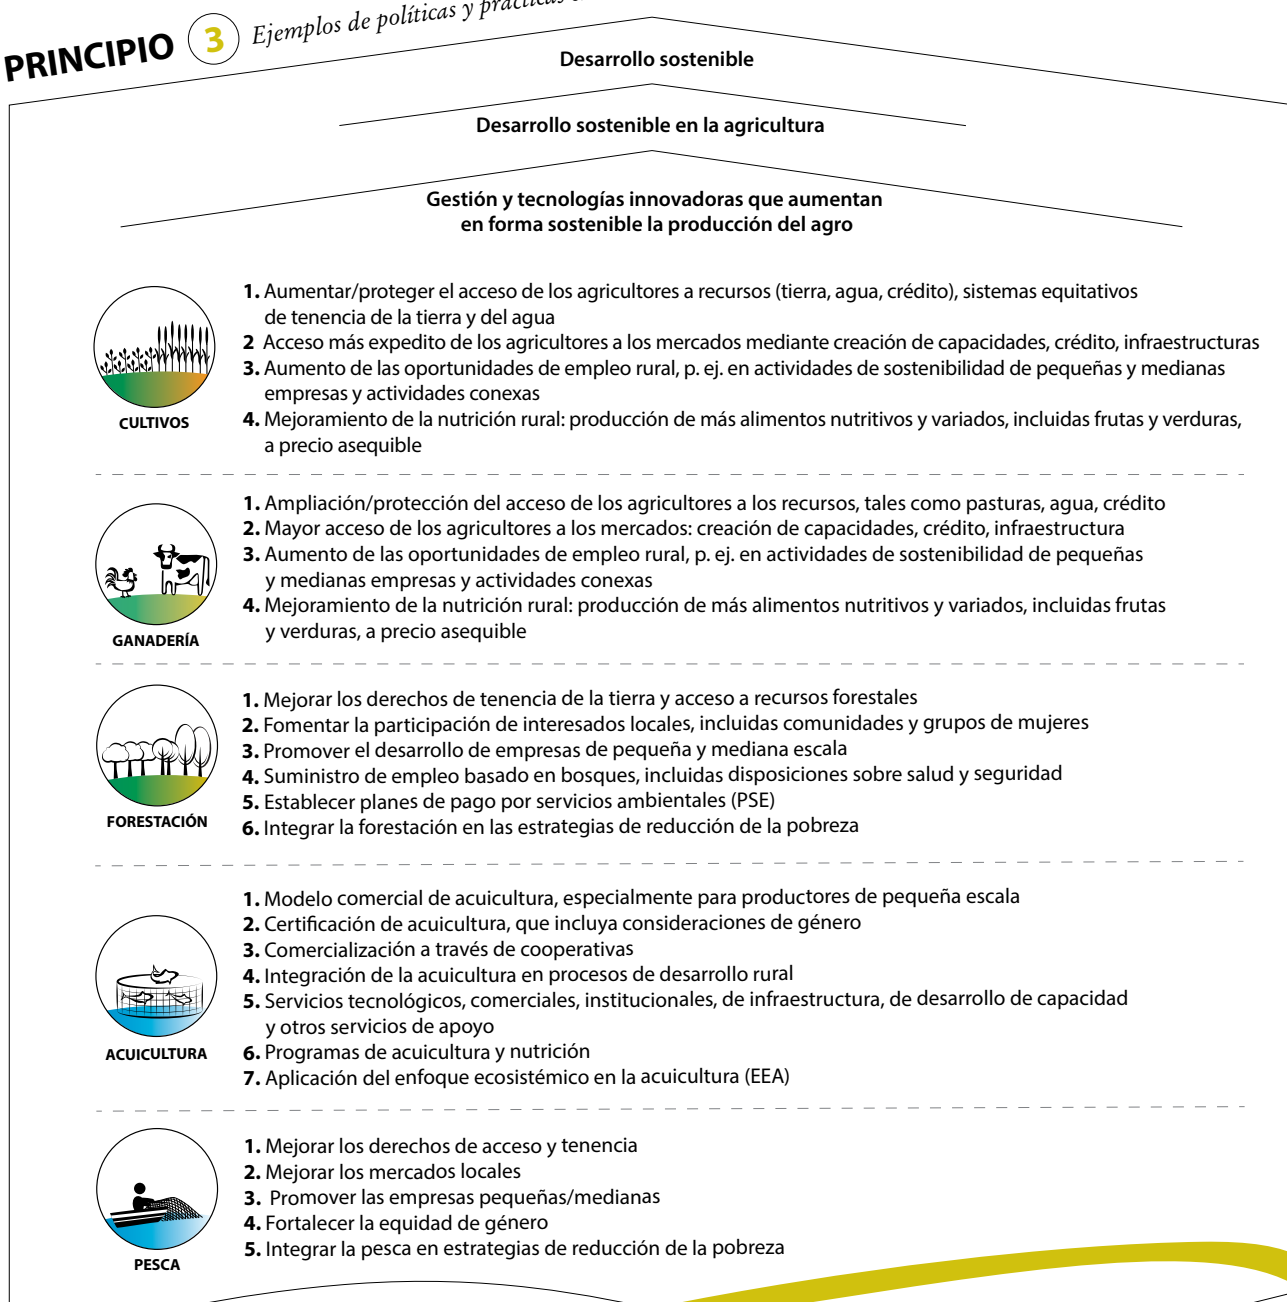 PRINCIPIO 3 Ejemplos de políticas y prácticas
Desarrollo sostenible
Desarrollo sostenible en la agricultura
Gestión y tecnologías innovadoras que aumentan
en forma sostenible la producción del agro
CULTIVOS
1. Aumentar/proteger el acceso de los agricultores a recursos (tierra, agua, crédito), sistemas equitativos
de tenencia de la tierra y del agua
2 Acceso más expedito de los agricultores a los mercados mediante creación de capacidades, crédito, infraestructuras
3. Aumento de las oportunidades de empleo rural, p. ej. en actividades de sostenibilidad de pequeñas y medianas
empresas y actividades conexas
4. Mejoramiento de la nutrición rural: producción de más alimentos nutritivos y variados, incluidas frutas y verduras,
a precio asequible
GANADERÍA
1. Ampliación/protección del acceso de los agricultores a los recursos, tales como pasturas, agua, crédito
2. Mayor acceso de los agricultores a los mercados: creación de capacidades, crédito, infraestructura
3. Aumento de las oportunidades de empleo rural, p. ej. en actividades de sostenibilidad de pequeñas
y medianas empresas y actividades conexas
4. Mejoramiento de la nutrición rural: producción de más alimentos nutritivos y variados, incluidas frutas
y verduras, a precio asequible
FORESTACIÓN
1. Mejorar los derechos de tenencia de la tierra y acceso a recursos forestales
2. Fomentar la participación de interesados locales, incluidas comunidades y grupos de mujeres
3. Promover el desarrollo de empresas de pequeña y mediana escala
4. Suministro de empleo basado en bosques, incluidas disposiciones sobre salud y seguridad
5. Establecer planes de pago por servicios ambientales (PSE)
6. Integrar la forestación en las estrategias de reducción de la pobreza
ACUICULTURA
1. Modelo comercial de acuicultura, especialmente para productores de pequeña escala
2. Certificación de acuicultura, que incluya consideraciones de género
3. Comercialización a través de cooperativas
4. Integración de la acuicultura en procesos de desarrollo rural
5. Servicios tecnológicos, comerciales, institucionales, de infraestructura, de desarrollo de capacidad
y otros servicios de apoyo
6. Programas de acuicultura y nutrición
7. Aplicación del enfoque ecosistémico en la acuicultura (EEA)
PESCA
1. Mejorar los derechos de acceso y tenencia
2. Mejorar los mercados locales
3. Promover las empresas pequeñas/medianas
4. Fortalecer la equidad de género
5. Integrar la pesca en estrategias de reducción de la pobreza